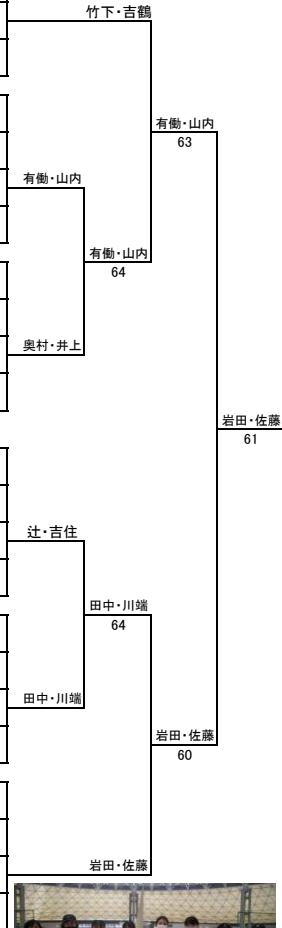 竹下・吉鶴
有働・山内
63
有働・山内
有働・山内
64
奥村・井上
岩田・佐藤
61
辻・吉住
田中・川端
64
田中・川端
岩田・佐藤
60
岩田・佐藤